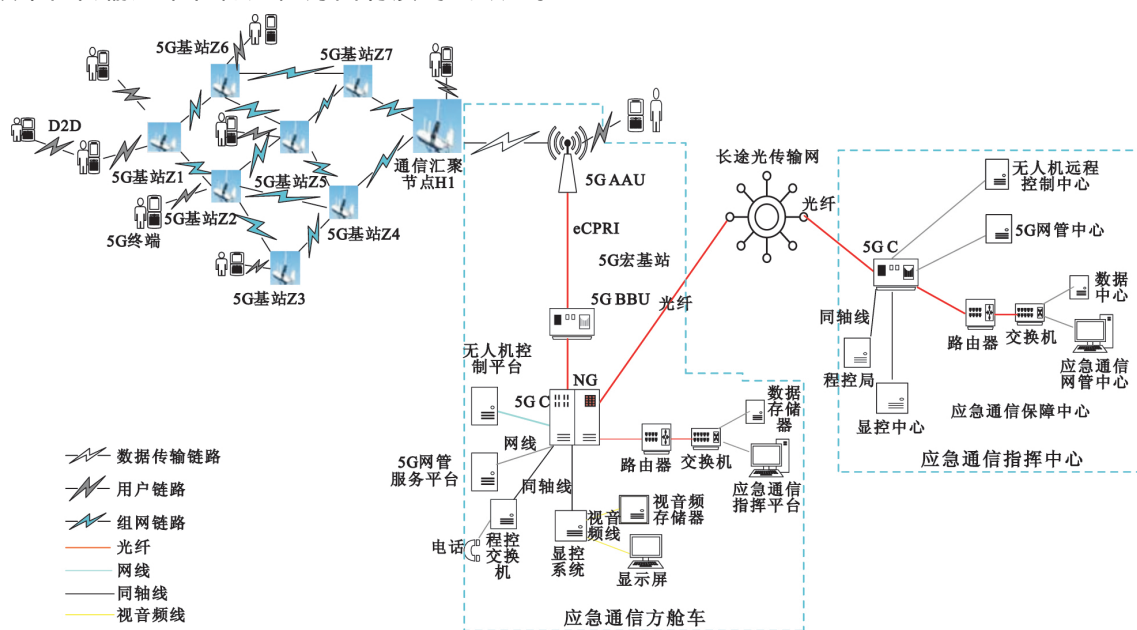 5G基站Z6
5G基站Z7
D2D
5G基站Z1
5G基站Z5
5G基站Z2
5G终端
5G基站Z4
5G基站Z3
通信汇聚
节点H1
5G AAU
eCPRI
5G宏基站
5G BBU
光纤
无人机控
制平台
5G C
NG
网线
5G网管
服务平台
同轴线
电话
程控
交换
机
显控
系统
视音
频线
视音频
存储器
显示屏
路由器
交换机
数据
存储
器
应急通信
指挥平台
应急通信方舱车
长途光传输网
光纤
无人机远程
控制中心
5G网管中心
5G C
同轴线
程控局
显控中心
路由器
交换机
数据
中心
应急通信
网管中心
应急通信保障中心
应急通信指挥中心
数据传输链路
用户链路
组网链路
光纤
网线
同轴线
视音频线